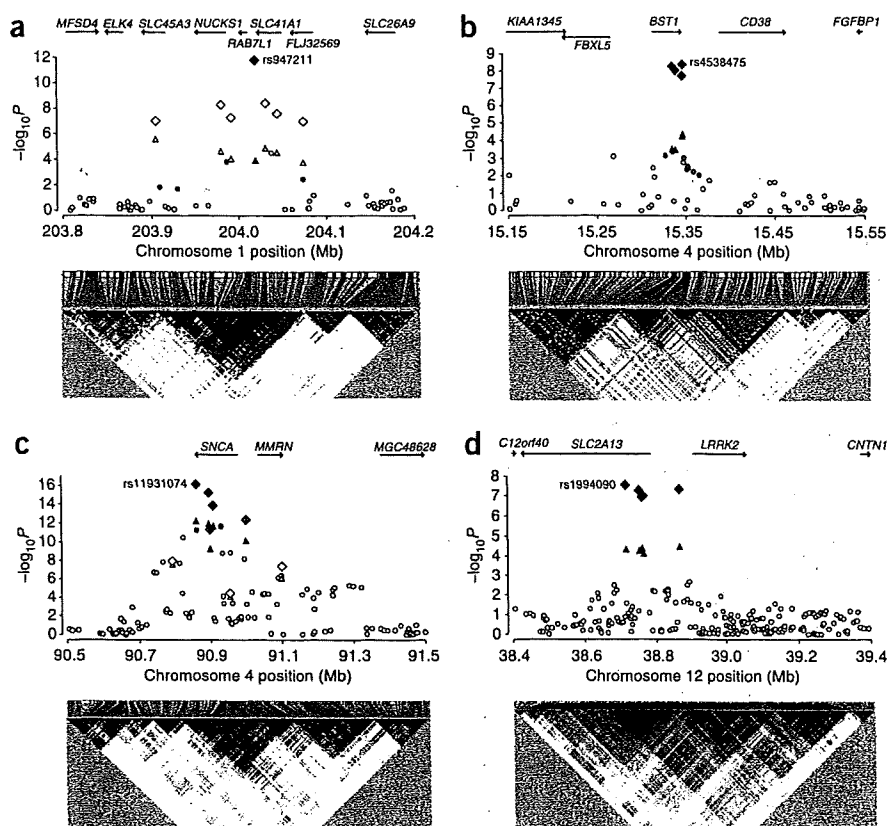 a
MFSD4 ELK4 SLC45A3 NUCKS1 SLC41A1 SLC26A9
RAB7L1 FLJ32569
rs947211
12
10
8
6
4
2
0
–log10P
203.8 203.9 204.0 204.1 204.2
Chromosome 1 position (Mb)
b
KIAA1345 BST1 CD38 FGFBP1
FBXL5
rs4538475
9
8
7
6
5
4
3
2
1
0
–log10P
15.15 15.25 15.35 15.45 15.55
Chromosome 4 position (Mb)
c
SNCA MMRN MGC48628
rs11931074
16
14
12
10
8
6
4
2
0
–log10P
90.5 90.7 90.9 91.1 91.3 91.5
Chromosome 4 position (Mb)
d
C12orf40 SLC2A13 LRRK2 CNTN1
rs1994090
8
7
6
5
4
3
2
1
0
–log10P
38.4 38.6 38.8 39.0 39.2 39.4
Chromosome 12 position (Mb)